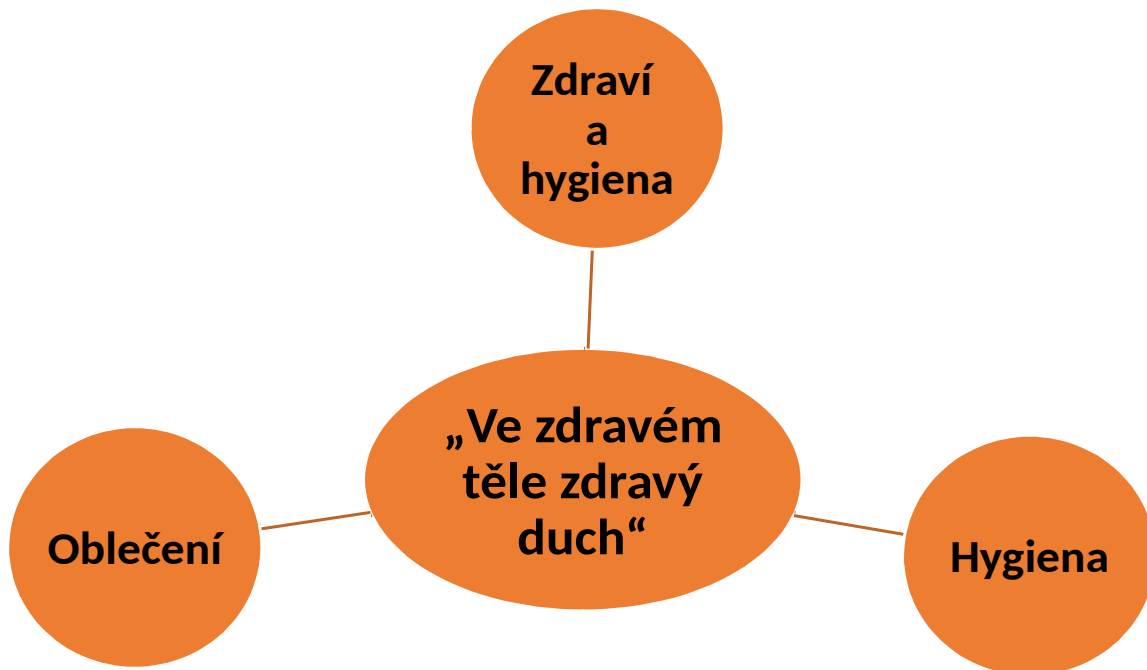 Zdraví
a
hygiena
„Ve zdravém
těle zdravý
duch“
Oblečení
Hygiena